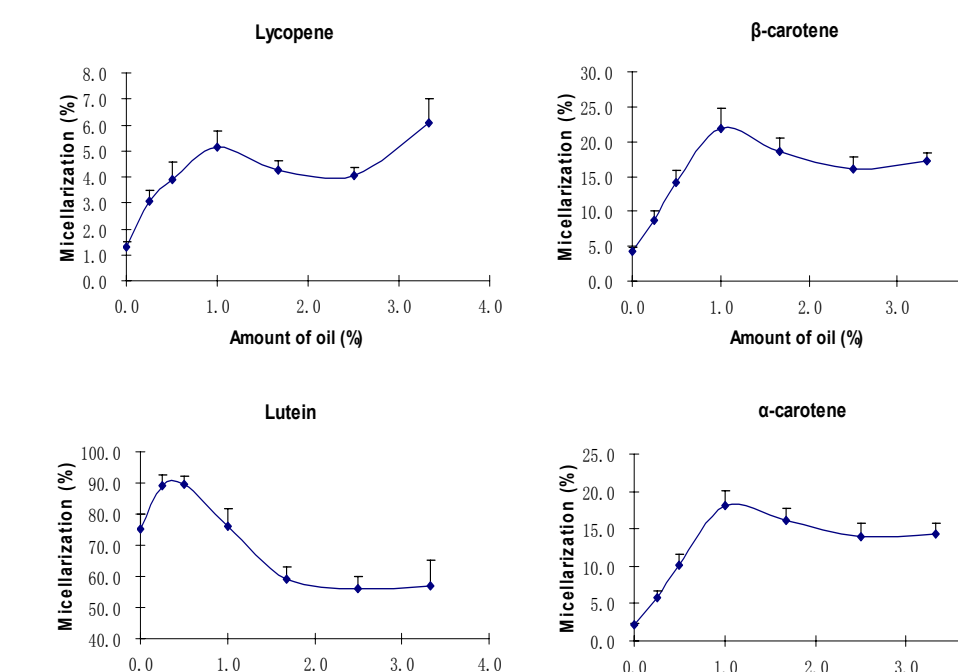 Lycopene
Micellarization (%)
8.0
7.0
6.0
5.0
4.0
3.0
2.0
1.0
0.0
0.0 1.0 2.0 3.0 4.0
Amount of oil (%)
β-carotene
Micellarization (%)
30.0
25.0
20.0
15.0
10.0
5.0
0.0
0.0 1.0 2.0 3.0
Amount of oil (%)
Lutein
Micellarization (%)
100.0
90.0
80.0
70.0
60.0
50.0
40.0
0.0 1.0 2.0 3.0 4.0
α-carotene
Micellarization (%)
25.0
20.0
15.0
10.0
5.0
0.0
0.0 1.0 2.0 3.0